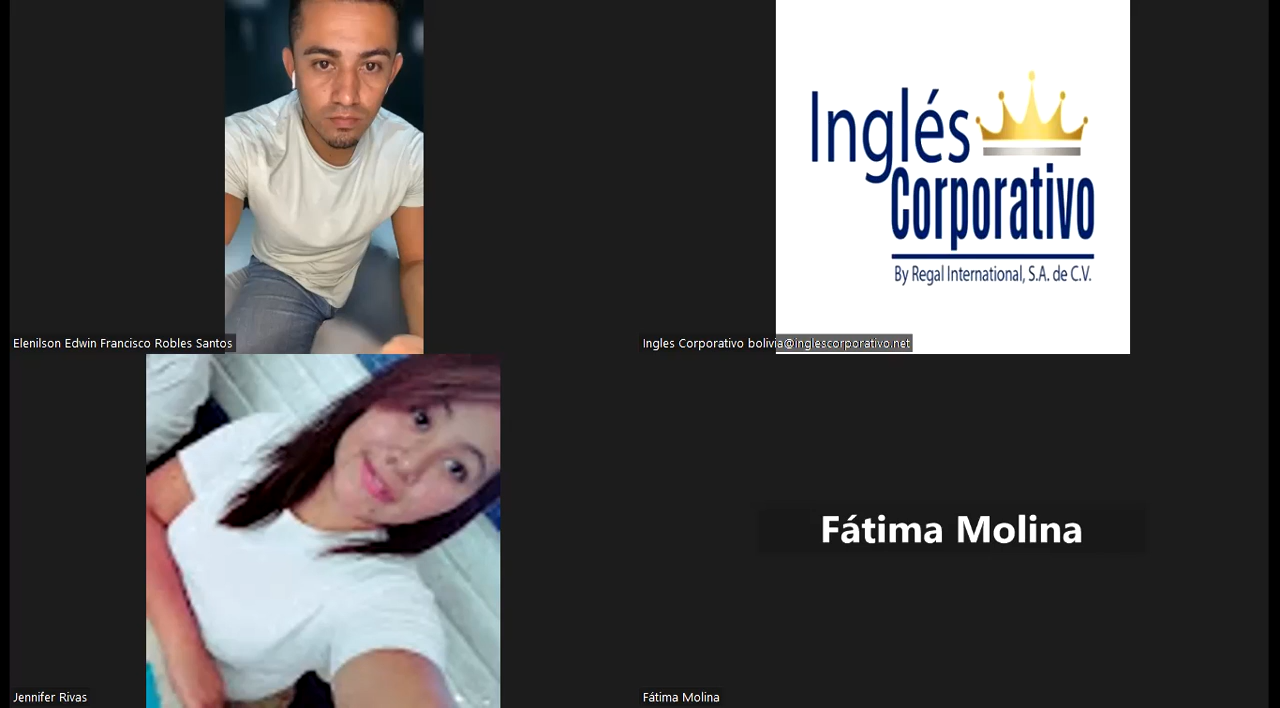 Inglés
Corporativo
By Regal International, S.A. de C.V.
Elenilson Edwin Francisco Robles Santos
Ingles Corporativo bolivia@inglescorporativo.net
Fátima Molina
Jennifer Rivas
Fátima Molina